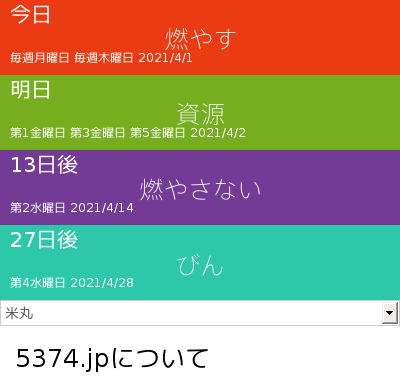 今日
燃やす
毎週月曜日 毎週木曜日 2021/4/1
明日
資源
第1金曜日 第3金曜日 第5金曜日 2021/4/2
13日後
燃やさない
第2水曜日 2021/4/14
27日後
びん
第4水曜日 2021/4/28
米丸
5374.jpについて